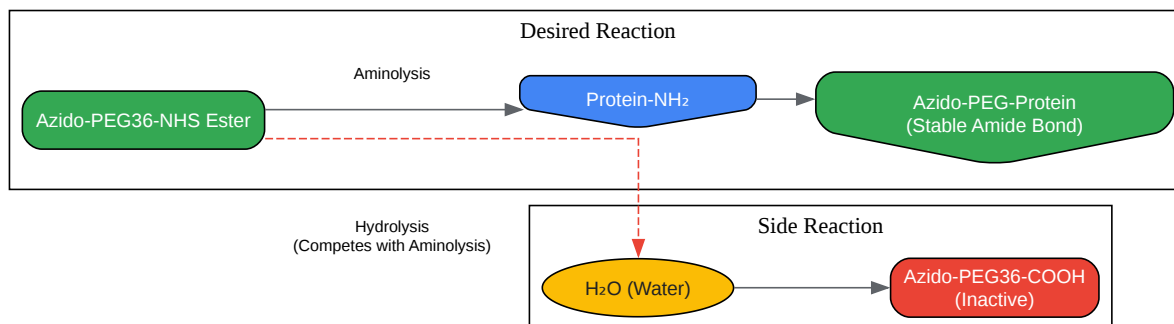 Desired Reaction
Aminolysis
Azido-PEG36-NHS Ester
Protein-NH₂
Azido-PEG-Protein
(Stable Amide Bond)
Hydrolysis
(Competes with Aminolysis)
Side Reaction
H₂O (Water)
Azido-PEG36-COOH
(Inactive)